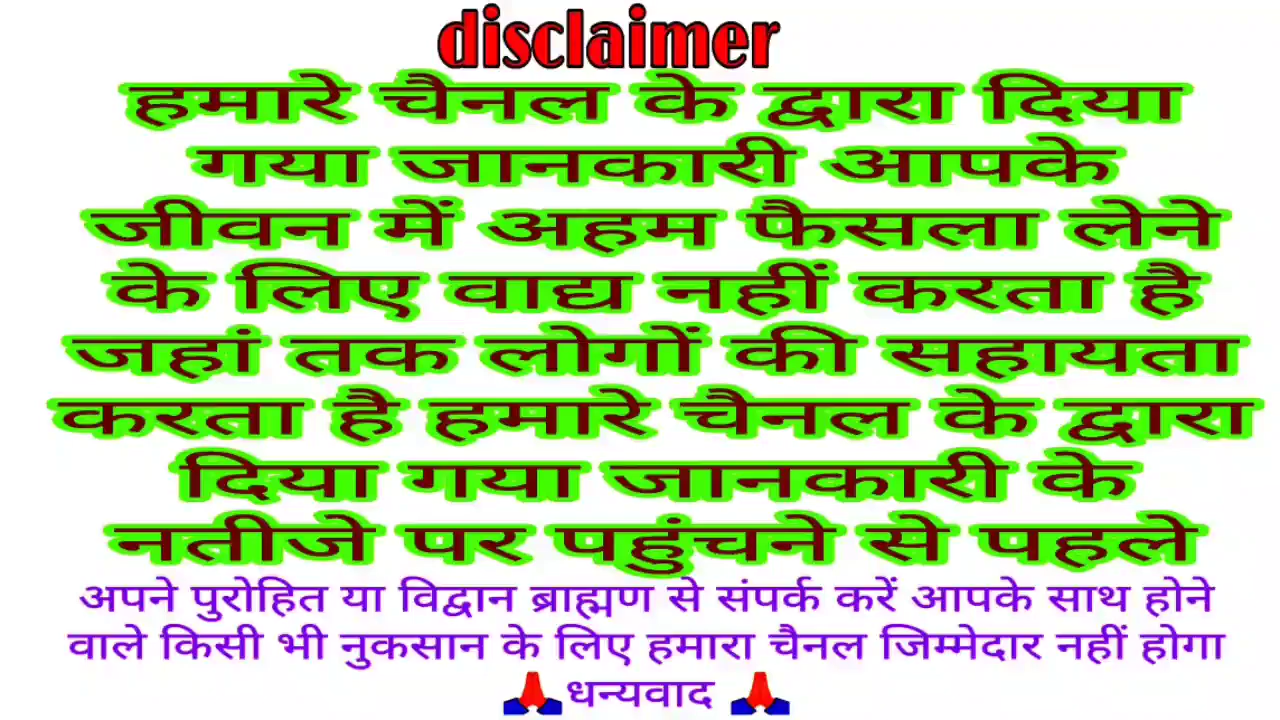 disclaimer
हमारे चैनल के द्वारा दिया
गया जानकारी आपके
जीवन में अहम फैसला लेने
के लिए वाद्य नहीं करता है
जहां तक लोगों की सहायता
करता है हमारे चैनल के द्वारा
दिया गया जानकारी के
नतीजे पर पहुंचने से पहले
अपने पुरोहित या विद्वान ब्राह्मण से संपर्क करें आपके साथ होने
वाले किसी भी नुकसान के लिए हमारा चैनल जिम्मेदार नहीं होगा
🙏धन्यवाद 🙏